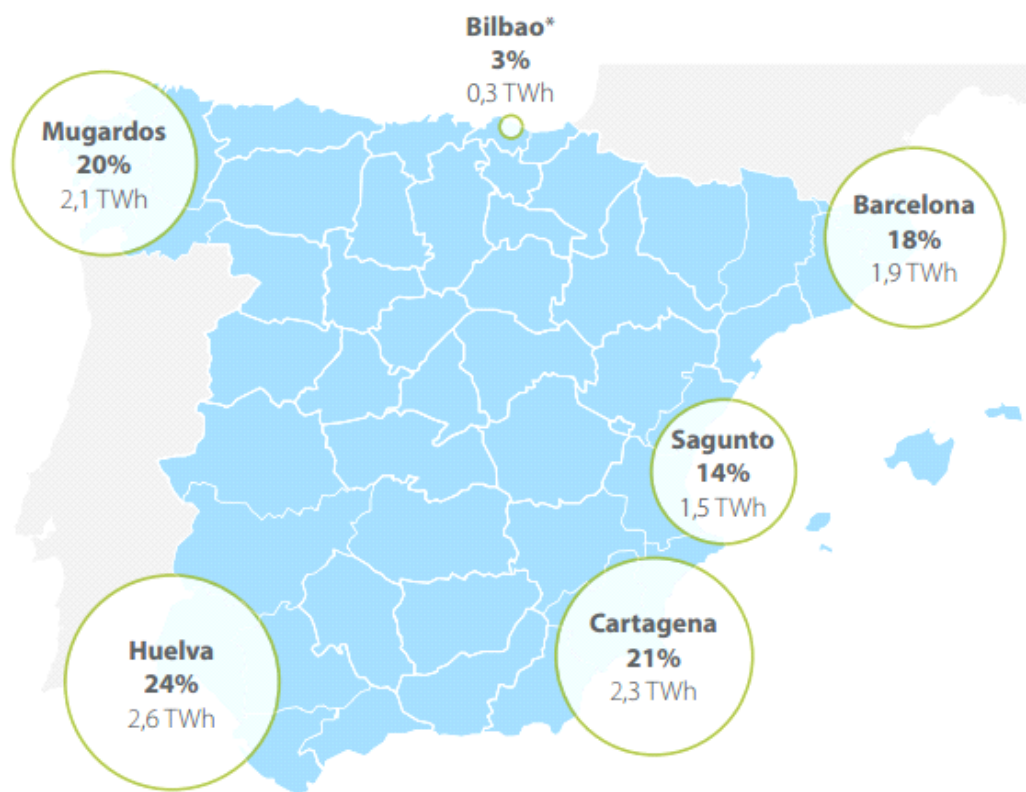 Bilbao*
3%
0,3 TWh
Mugardos
20%
2,1 TWh
Barcelona
18%
1,9 TWh
Sagunto
14%
1,5 TWh
Cartagena
21%
2,3 TWh
Huelva
24%
2,6 TWh